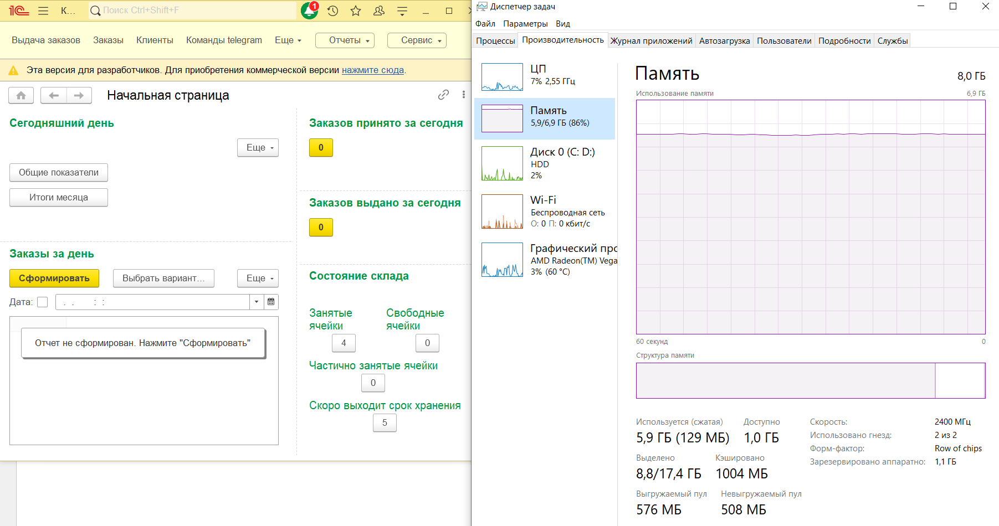 1С
К...
Поиск Ctrl+Shift+F
1
Выдача заказов
Заказы
Клиенты
Команды telegram
Еще
Отчеты
Сервис
Эта версия для разработчиков. Для приобретения коммерческой версии нажмите сюда.
Начальная страница
Сегодняшний день
Еще
Общие показатели
Итоги месяца
Заказы за день
Сформировать
Выбрать вариант...
Еще
Дата:
. . : :
Отчет не сформирован. Нажмите "Сформировать"
Заказов принято за сегодня
0
Заказов выдано за сегодня
0
Состояние склада
Занятые
ячейки
4
Свободные
ячейки
0
Частично занятые ячейки
0
Скоро выходит срок хранения
5
Диспетчер задач
Файл
Параметры
Вид
Процессы
Производительность
Журнал приложений
Автозагрузка
Пользователи
Подробности
Службы
ЦП
7% 2,55 ГГц
Память
5,9/6,9 ГБ (86%)
Диск 0 (C: D:)
HDD
2%
Wi-Fi
Беспроводная сеть
О: 0 П: 0 кбит/с
Графический про
AMD Radeon(TM) Vega
3% (60 °C)
Память
8,0 ГБ
Использование памяти
6,9 ГБ
60 секунд
0
Структура памяти
Используется (сжатая)
5,9 ГБ (129 МБ)
Доступно
1,0 ГБ
Выделено
8,8/17,4 ГБ
Кэшировано
1004 МБ
Выгружаемый пул
576 МБ
Невыгружаемый пул
508 МБ
Скорость: 2400 МГц
Использовано гнезд: 2 из 2
Форм-фактор: Row of chips
Зарезервировано аппаратно: 1,1 ГБ